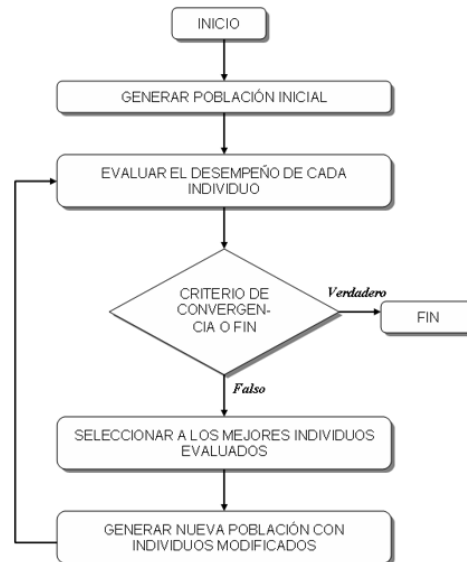 INICIO
GENERAR POBLACIÓN INICIAL
EVALUAR EL DESEMPEÑO DE CADA
INDIVIDUO
CRITERIO DE
CONVERGEN-
CIA O FIN
Verdadero
FIN
Falso
SELECCIONAR A LOS MEJORES INDIVIDUOS
EVALUADOS
GENERAR NUEVA POBLACIÓN CON
INDIVIDUOS MODIFICADOS